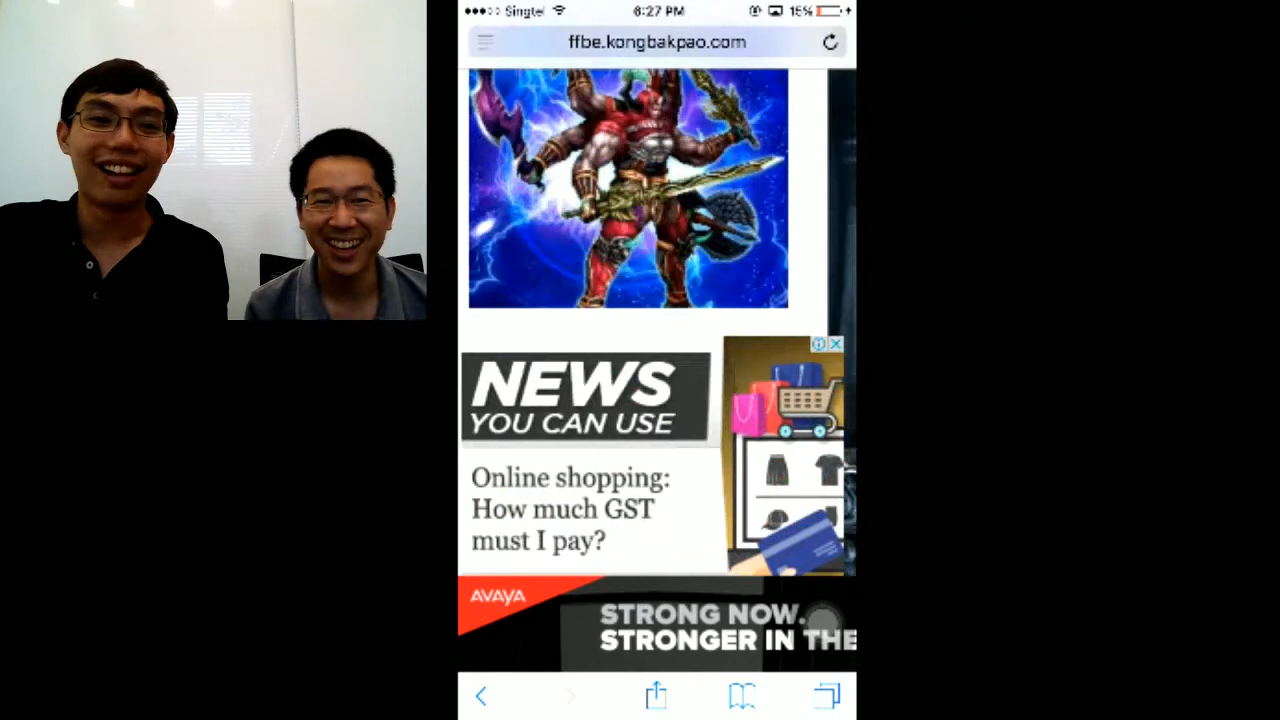 Singtel
6:27 PM
15%
ffbe.kongbakpao.com
NEWS
YOU CAN USE
Online shopping:
How much GST
must I pay?
AVAYA
STRONG NOW.
STRONGER IN THE